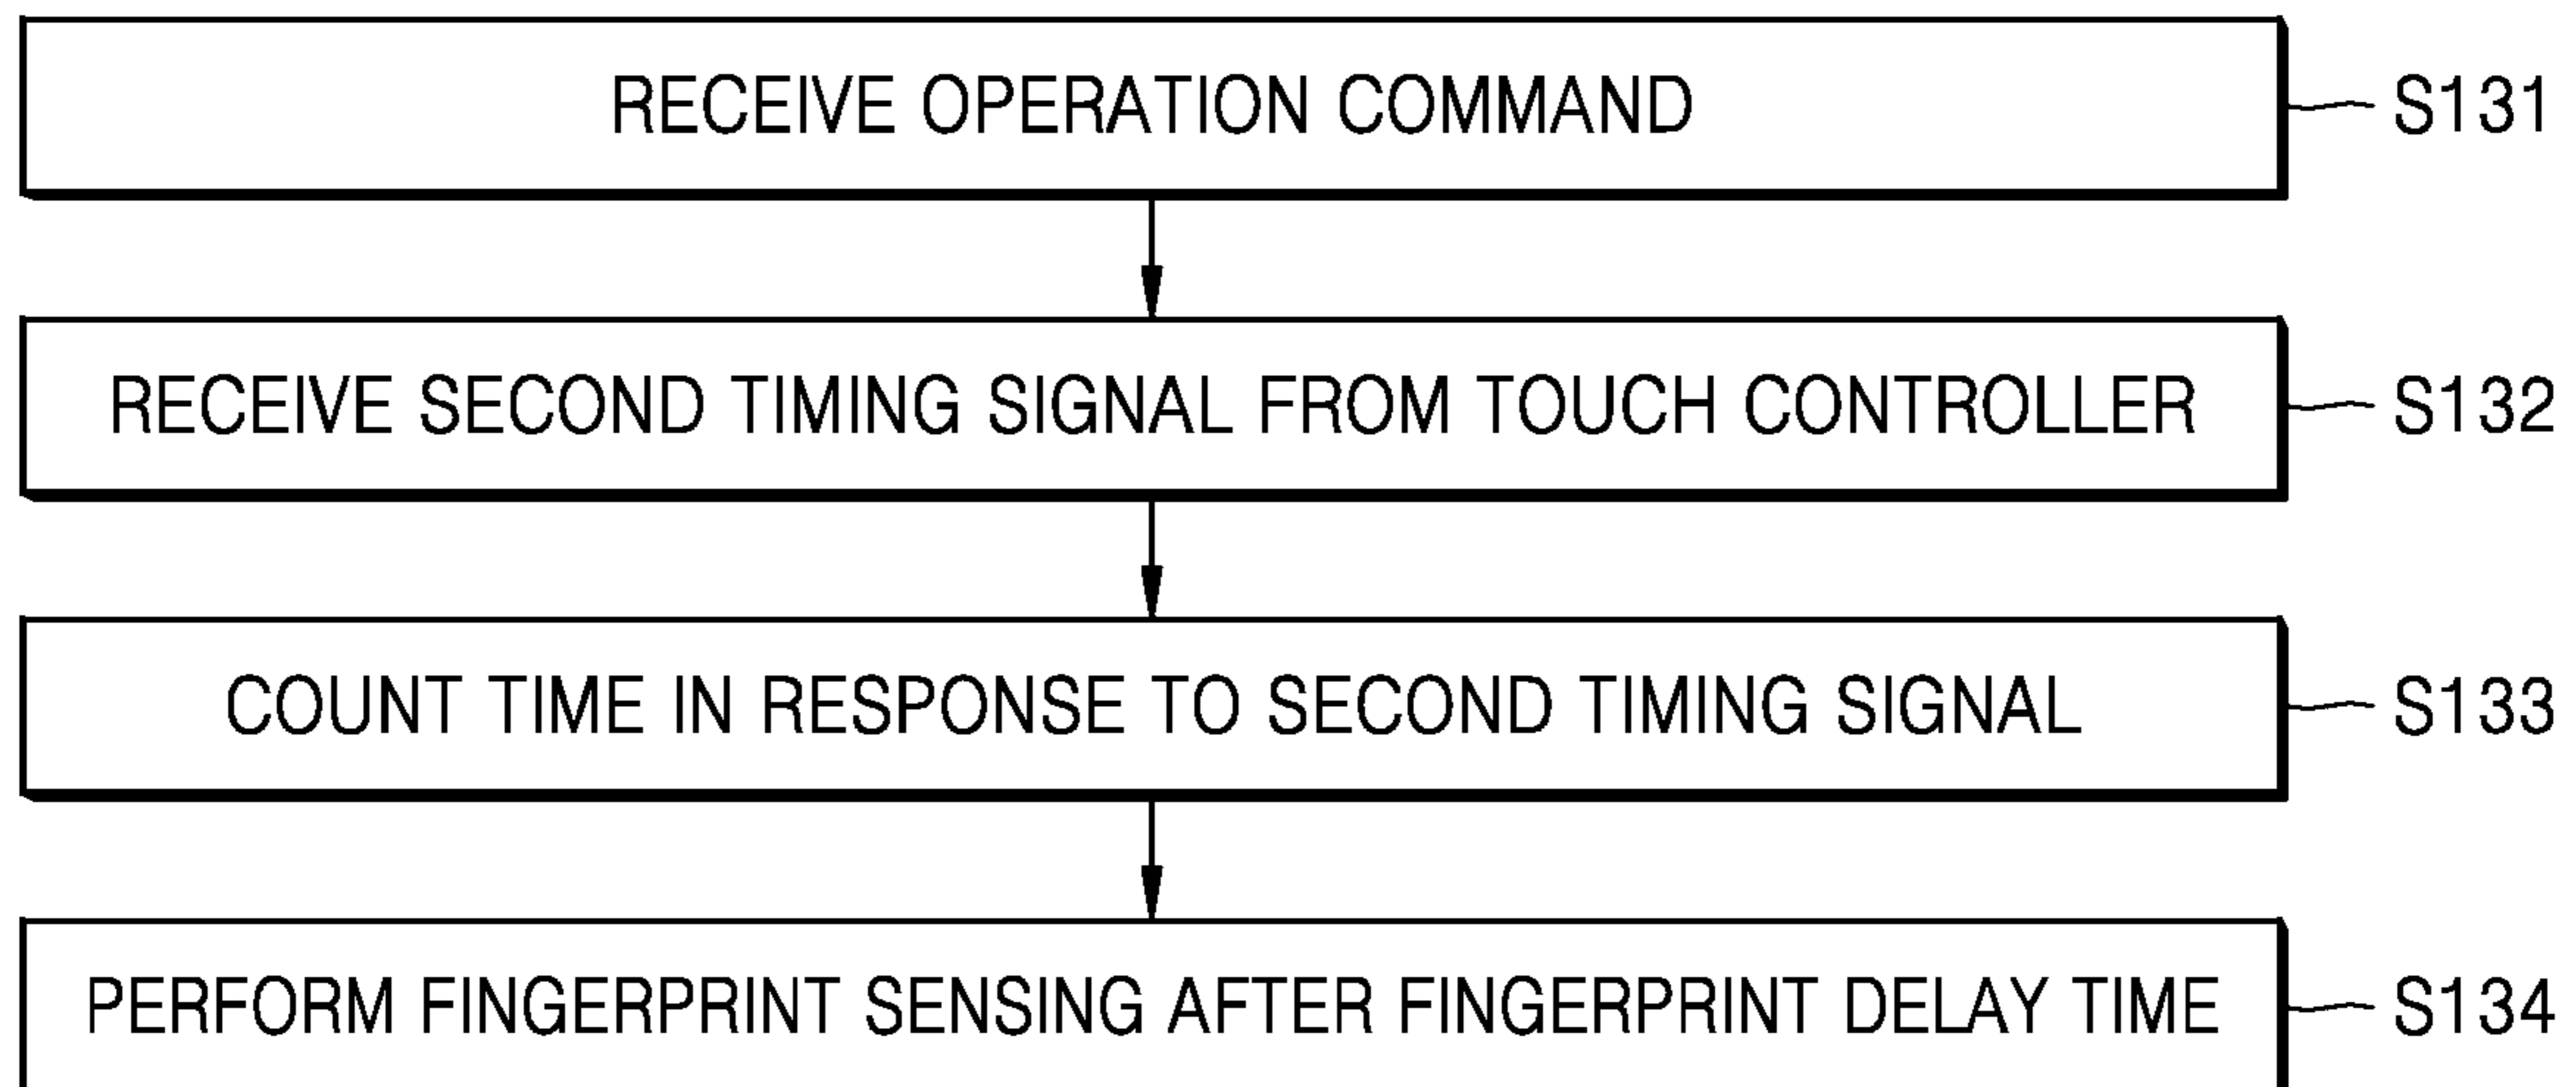 RECEIVE OPERATION COMMAND S131
RECEIVE SECOND TIMING SIGNAL FROM TOUCH CONTROLLER S132
COUNT TIME IN RESPONSE TO SECOND TIMING SIGNAL S133
PERFORM FINGERPRINT SENSING AFTER FINGERPRINT DELAY TIME S134